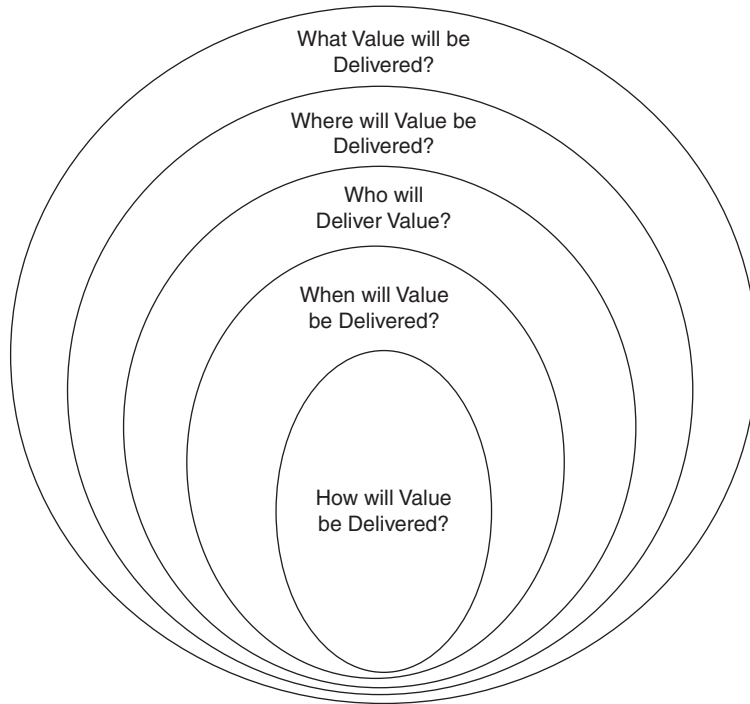 What Value will be
Delivered?
Where will Value be
Delivered?
Who will
Deliver Value?
When will Value
be Delivered?
How will Value
be Delivered?